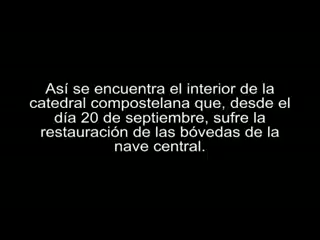 Así se encuentra el interior de la
catedral compostelana que, desde el
día 20 de septiembre, sufre la
restauración de las bóvedas de la
nave central.